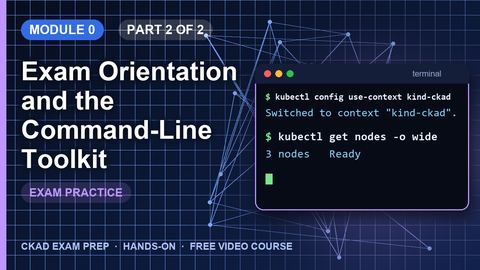 MODULE 0
PART 2 OF 2
Exam Orientation
and the
Command-Line
Toolkit
EXAM PRACTICE
terminal
$ kubectl config use-context kind-ckad
Switched to context "kind-ckad".
$ kubectl get nodes -o wide
3 nodes Ready
CKAD EXAM PREP · HANDS-ON · FREE VIDEO COURSE